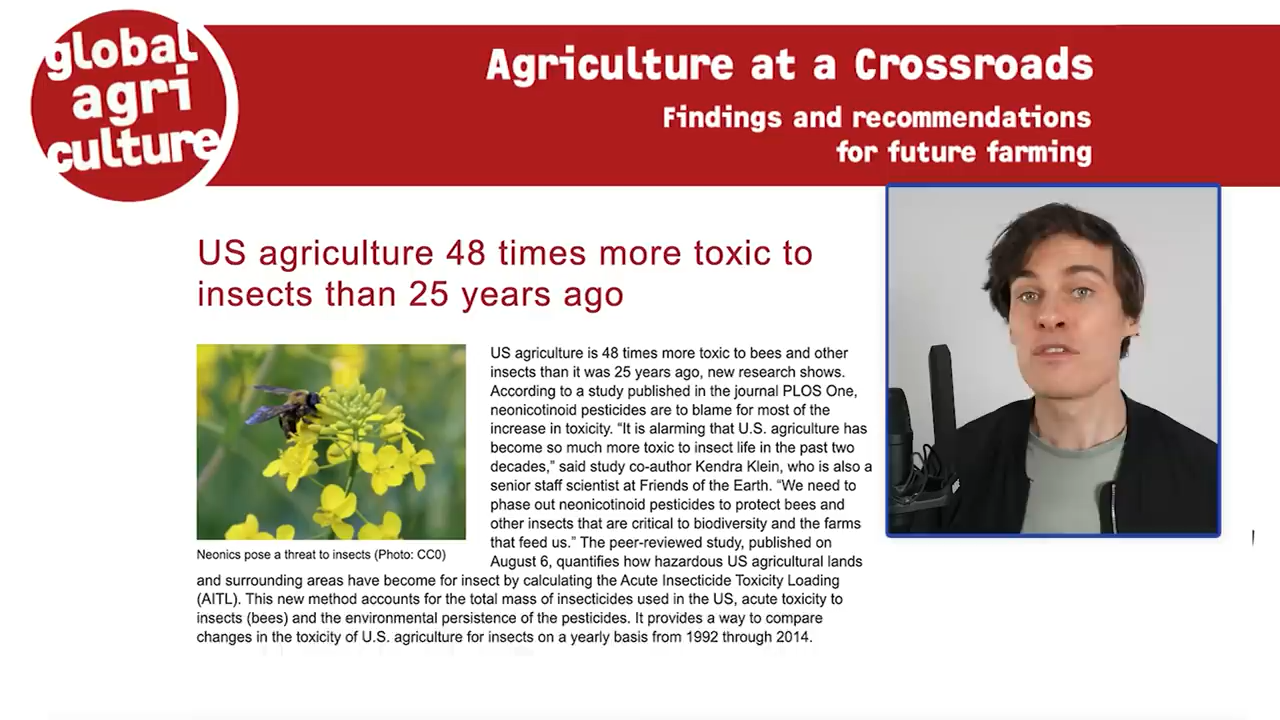 global
agri
culture
Agriculture at a Crossroads
Findings and recommendations
for future farming
US agriculture 48 times more toxic to
insects than 25 years ago
US agriculture is 48 times more toxic to bees and other
insects than it was 25 years ago, new research shows.
According to a study published in the journal PLOS One,
neonicotinoid pesticides are to blame for most of the
increase in toxicity. “It is alarming that U.S. agriculture has
become so much more toxic to insect life in the past two
decades,” said study co-author Kendra Klein, who is also a
senior staff scientist at Friends of the Earth. “We need to
phase out neonicotinoid pesticides to protect bees and
other insects that are critical to biodiversity and the farms
that feed us.” The peer-reviewed study, published on
August 6, quantifies how hazardous US agricultural lands
Neonics pose a threat to insects (Photo: CC0)
and surrounding areas have become for insect by calculating the Acute Insecticide Toxicity Loading
(AITL). This new method accounts for the total mass of insecticides used in the US, acute toxicity to
insects (bees) and the environmental persistence of the pesticides. It provides a way to compare
changes in the toxicity of U.S. agriculture for insects on a yearly basis from 1992 through 2014.